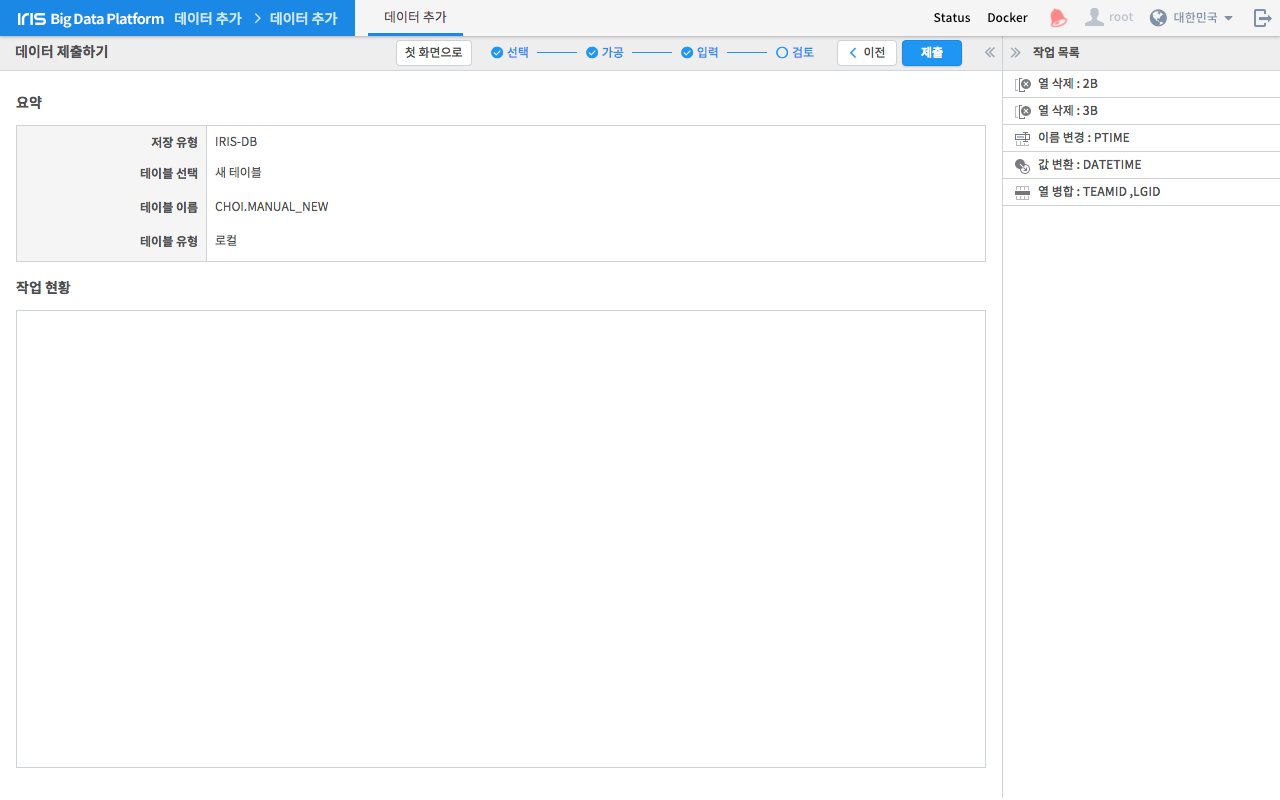 IRIS Big Data Platform 데이터 추가 > 데이터 추가 데이터 추가 Status Docker root 대한민국
데이터 제출하기 첫 화면으로 선택 가공 입력 검토 이전 제출 작업 목록
요약
저장 유형 IRIS-DB
테이블 선택 새 테이블
테이블 이름 CHOI.MANUAL_NEW
테이블 유형 로컬
작업 현황
열 삭제 : 2B
열 삭제 : 3B
이름 변경 : PTIME
값 변환 : DATETIME
열 병합 : TEAMID ,LGID